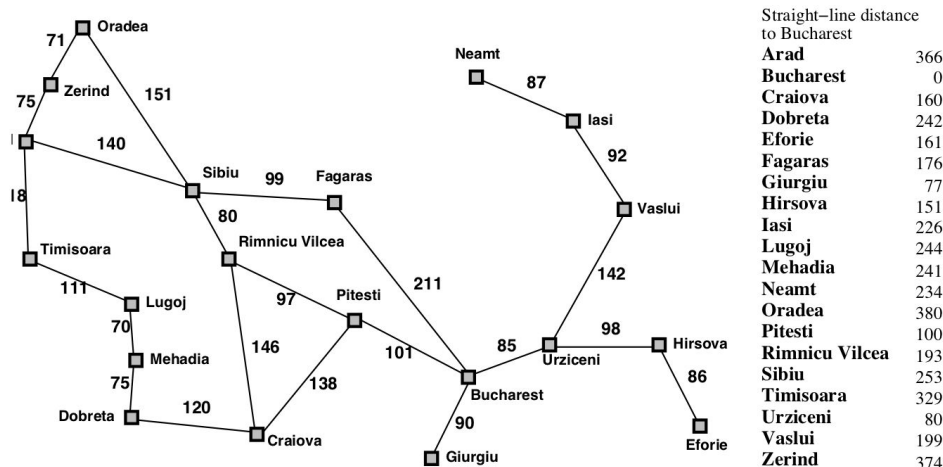 Oradea
71
Neamt
Zerind
87
75
151
Iasi
140
92
Sibiu
99
Fagaras
18
80
Vaslui
Timisoara
Rimnicu Vilcea
142
111
211
Lugoj
97
Pitesti
70
98
Hirsova
146
101
85
Mehadia
Urziceni
75
138
86
Bucharest
Dobreta
120
90
Craiova
Eforie
Giurgiu
Straight−line distance
to Bucharest
Arad 366
Bucharest 0
Craiova 160
Dobreta 242
Eforie 161
Fagaras 176
Giurgiu 77
Hirsova 151
Iasi 226
Lugoj 244
Mehadia 241
Neamt 234
Oradea 380
Pitesti 100
Rimnicu Vilcea 193
Sibiu 253
Timisoara 329
Urziceni 80
Vaslui 199
Zerind 374